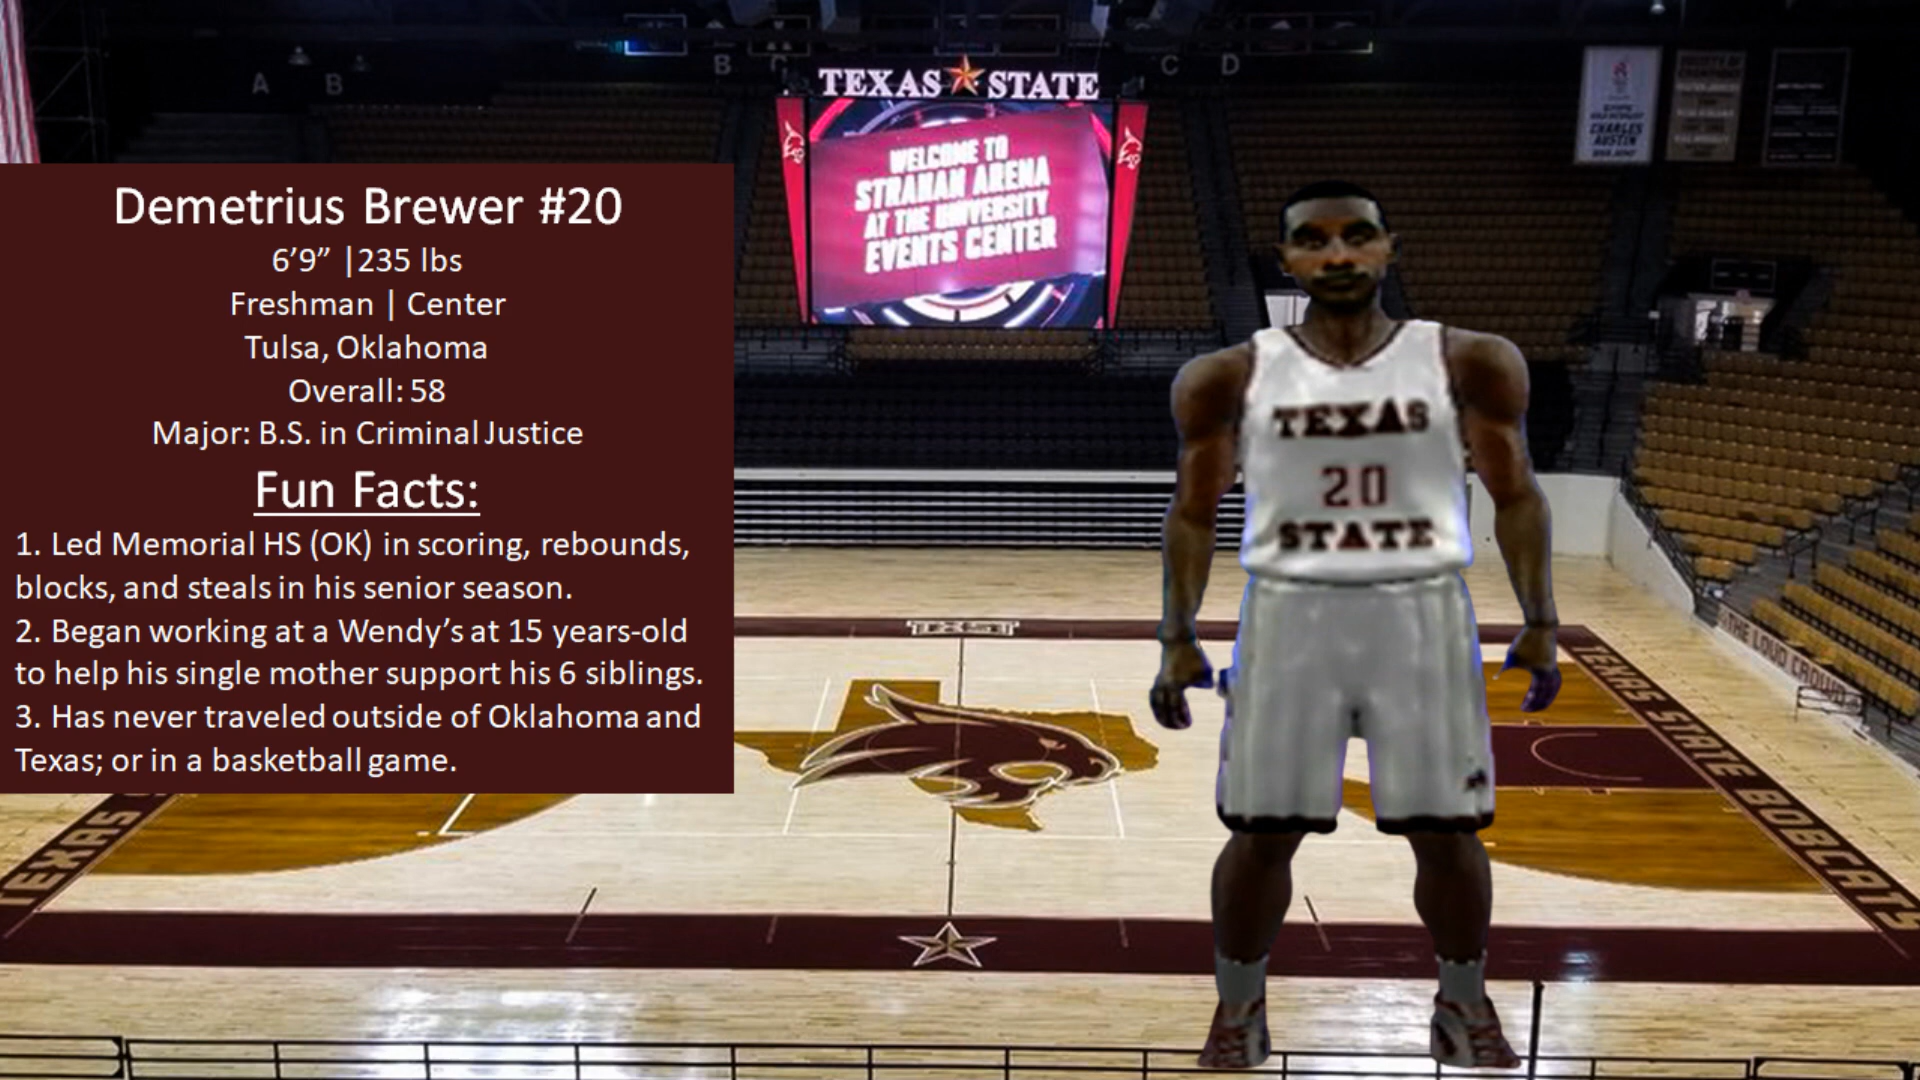 A
B
B
C
C
D
TEXAS STATE
WELCOME TO
STRAHAN ARENA
AT THE UNIVERSITY
EVENTS CENTER
CHARLES
AUSTIN
Demetrius Brewer #20
6’9” |235 lbs
Freshman | Center
Tulsa, Oklahoma
Overall: 58
Major: B.S. in Criminal Justice
Fun Facts:
1. Led Memorial HS (OK) in scoring, rebounds,
blocks, and steals in his senior season.
2. Began working at a Wendy’s at 15 years-old
to help his single mother support his 6 siblings.
3. Has never traveled outside of Oklahoma and
Texas; or in a basketball game.
TEXAS
20
STATE
TXST
THE LOUD CROWD
TEXAS STATE BOBCATS
TEXAS